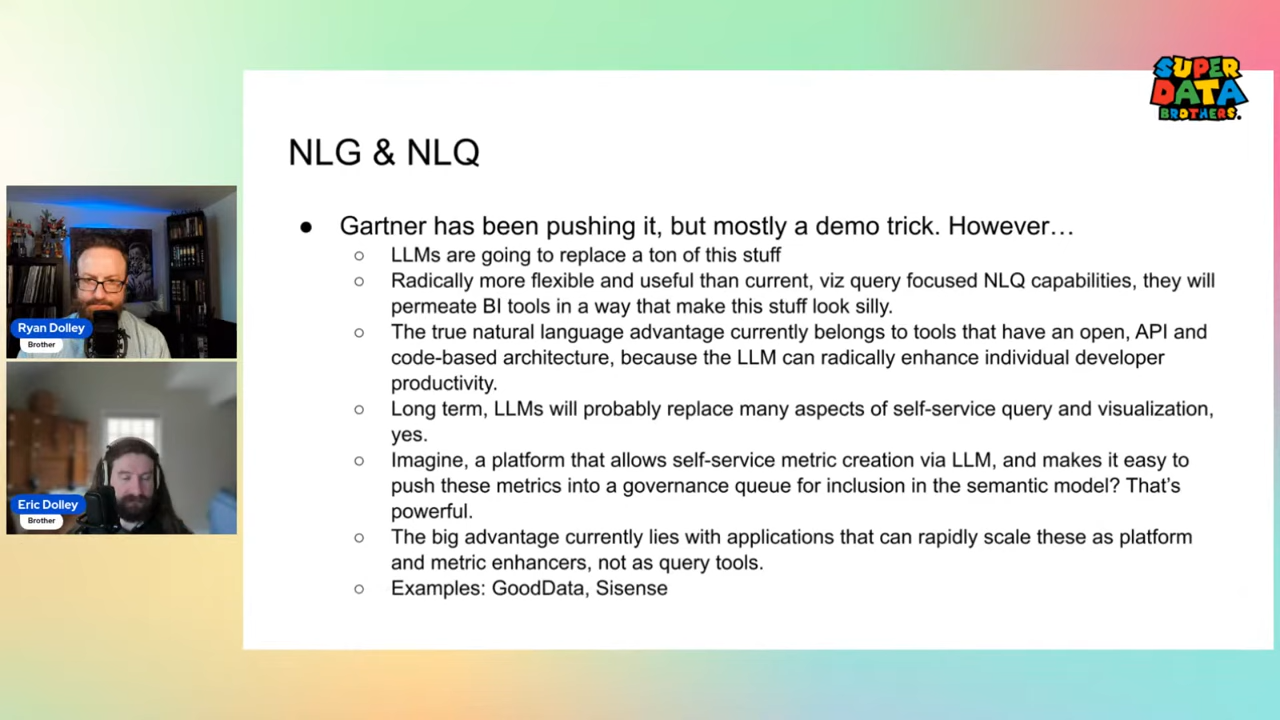 SUPER
DATA
BROTHERS.
NLG & NLQ
● Gartner has been pushing it, but mostly a demo trick. However…
○ LLMs are going to replace a ton of this stuff
○ Radically more flexible and useful than current, viz query focused NLQ capabilities, they will
permeate BI tools in a way that make this stuff look silly.
○ The true natural language advantage currently belongs to tools that have an open, API and
code-based architecture, because the LLM can radically enhance individual developer
productivity.
○ Long term, LLMs will probably replace many aspects of self-service query and visualization,
yes.
○ Imagine, a platform that allows self-service metric creation via LLM, and makes it easy to
push these metrics into a governance queue for inclusion in the semantic model? That's
powerful.
○ The big advantage currently lies with applications that can rapidly scale these as platform
and metric enhancers, not as query tools.
○ Examples: GoodData, Sisense
Ryan Dolley
Brother
Eric Dolley
Brother